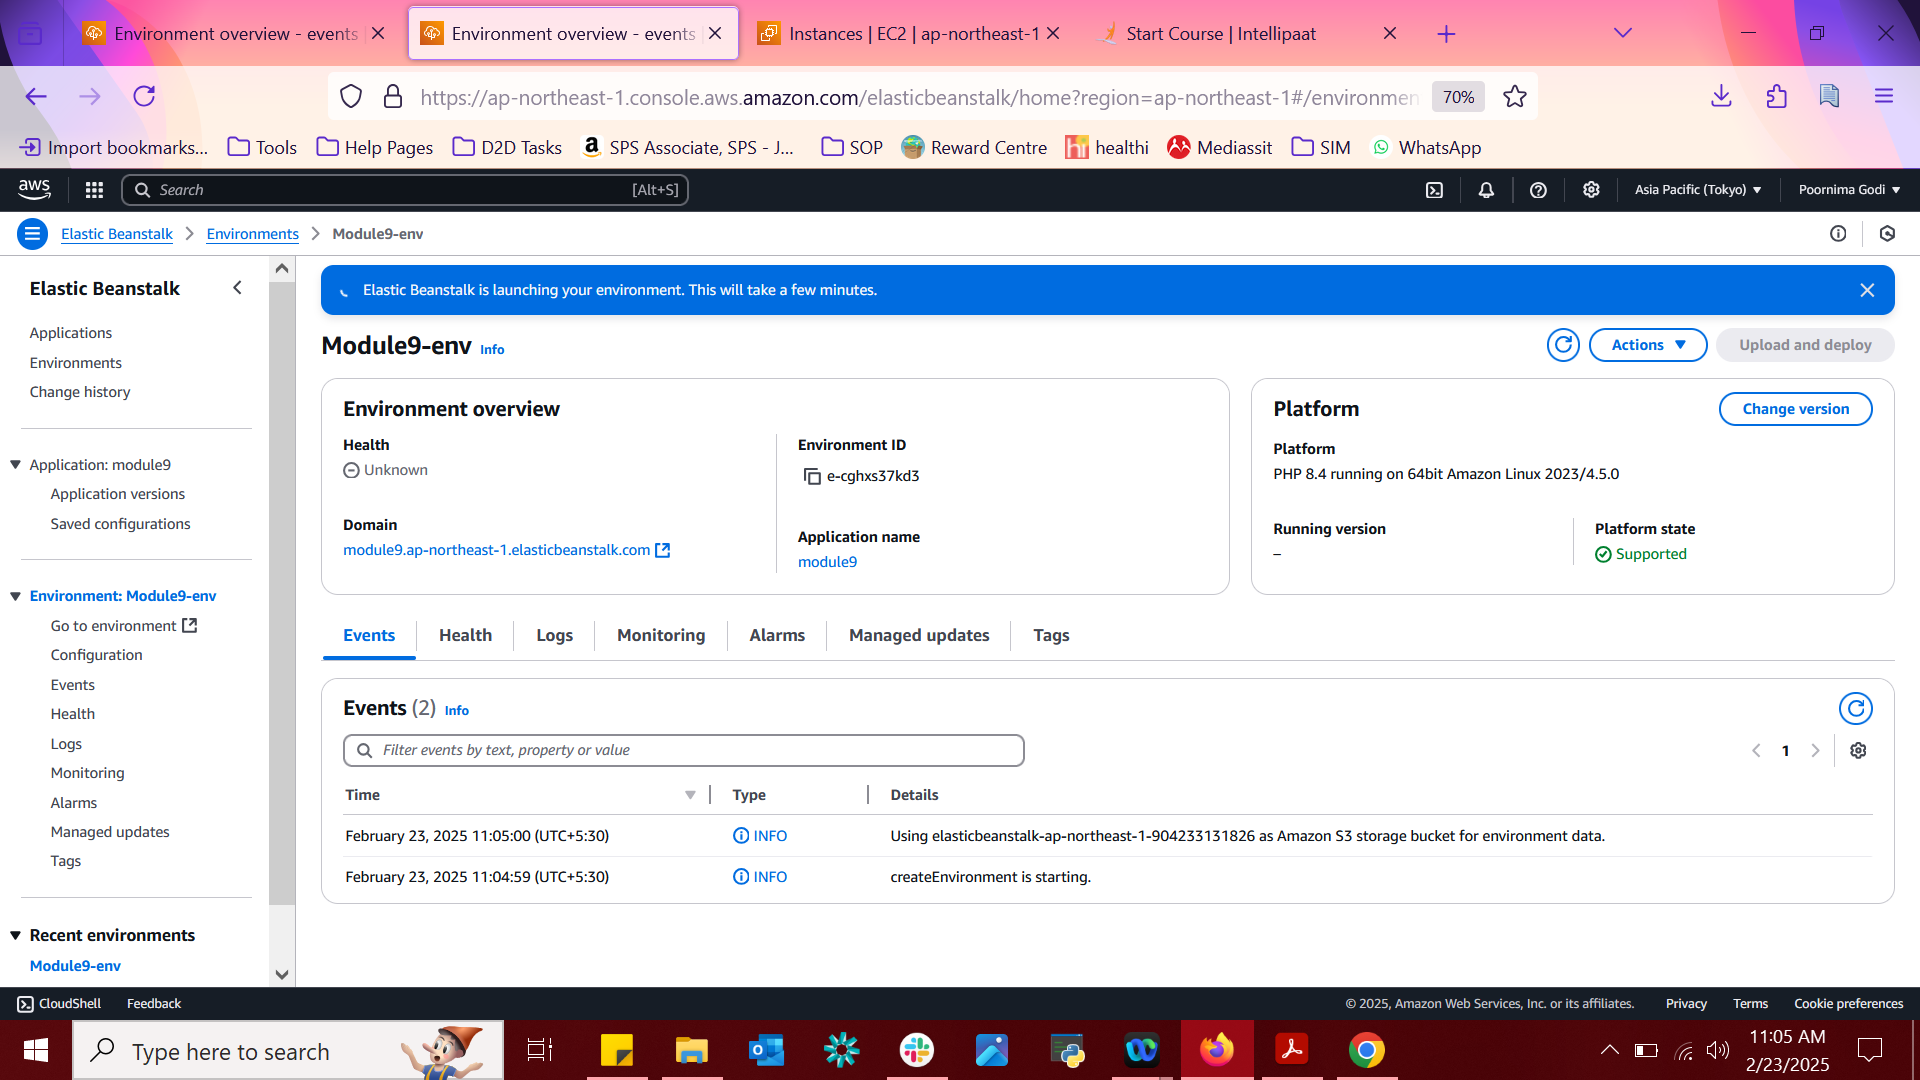 Environment overview - events
Environment overview - events
Instances | EC2 | ap-northeast-1
Start Course | Intellipaat
https://ap-northeast-1.console.aws.amazon.com/elasticbeanstalk/home?region=ap-northeast-1#/environmen
70%
Import bookmarks...
Tools
Help Pages
D2D Tasks
SPS Associate, SPS - J...
SOP
Reward Centre
healthi
Mediassit
SIM
WhatsApp
aws
Search
[Alt+S]
Asia Pacific (Tokyo)
Poornima Godi
Elastic Beanstalk
Environments
Module9-env
Elastic Beanstalk
Applications
Environments
Change history
Application: module9
Application versions
Saved configurations
Environment: Module9-env
Go to environment
Configuration
Events
Health
Logs
Monitoring
Alarms
Managed updates
Tags
Recent environments
Module9-env
Elastic Beanstalk is launching your environment. This will take a few minutes.
Module9-env Info
Actions
Upload and deploy
Environment overview
Health
Unknown
Domain
module9.ap-northeast-1.elasticbeanstalk.com
Environment ID
e-cghxs37kd3
Application name
module9
Platform
Change version
Platform
PHP 8.4 running on 64bit Amazon Linux 2023/4.5.0
Running version
–
Platform state
Supported
Events
Health
Logs
Monitoring
Alarms
Managed updates
Tags
Events (2) Info
Filter events by text, property or value
1
Time
Type
Details
February 23, 2025 11:05:00 (UTC+5:30)
INFO
Using elasticbeanstalk-ap-northeast-1-904233131826 as Amazon S3 storage bucket for environment data.
February 23, 2025 11:04:59 (UTC+5:30)
INFO
createEnvironment is starting.
CloudShell
Feedback
© 2025, Amazon Web Services, Inc. or its affiliates.
Privacy
Terms
Cookie preferences
Type here to search
11:05 AM
2/23/2025